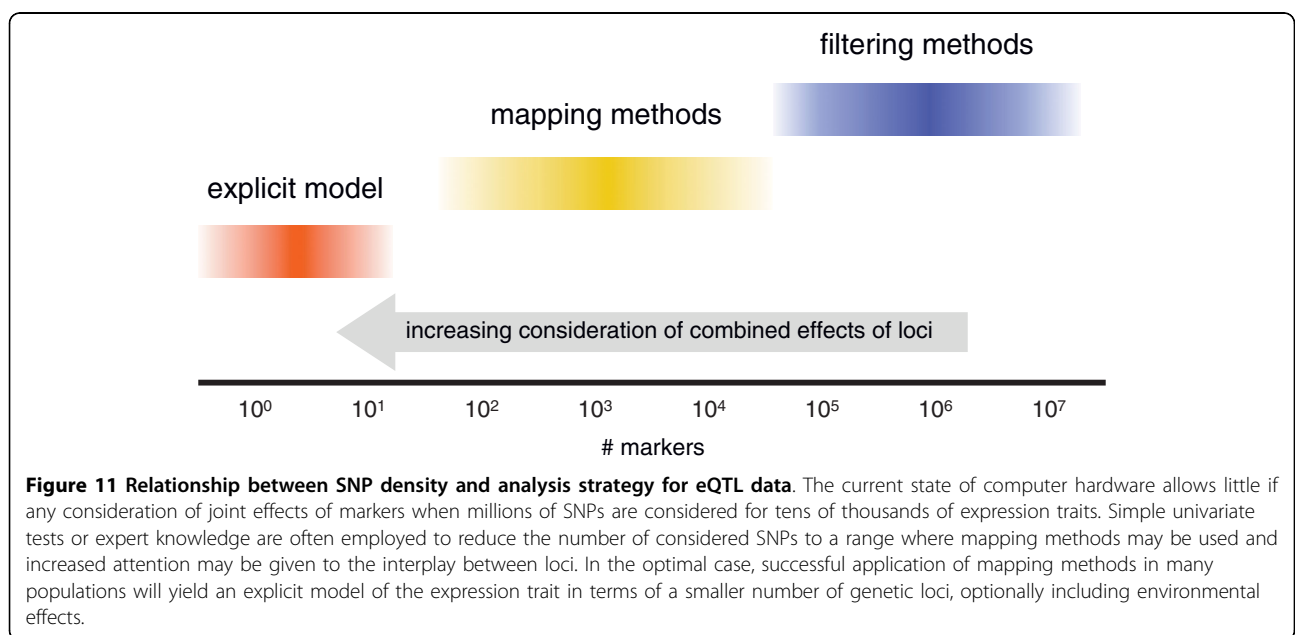 filtering methods
mapping methods
explicit model
increasing consideration of combined effects of loci
10⁰ 10¹ 10² 10³ 10⁴ 10⁵ 10⁶ 10⁷
# markers
Figure 11 Relationship between SNP density and analysis strategy for eQTL data. The current state of computer hardware allows little if
any consideration of joint effects of markers when millions of SNPs are considered for tens of thousands of expression traits. Simple univariate
tests or expert knowledge are often employed to reduce the number of considered SNPs to a range where mapping methods may be used and
increased attention may be given to the interplay between loci. In the optimal case, successful application of mapping methods in many
populations will yield an explicit model of the expression trait in terms of a smaller number of genetic loci, optionally including environmental
effects.